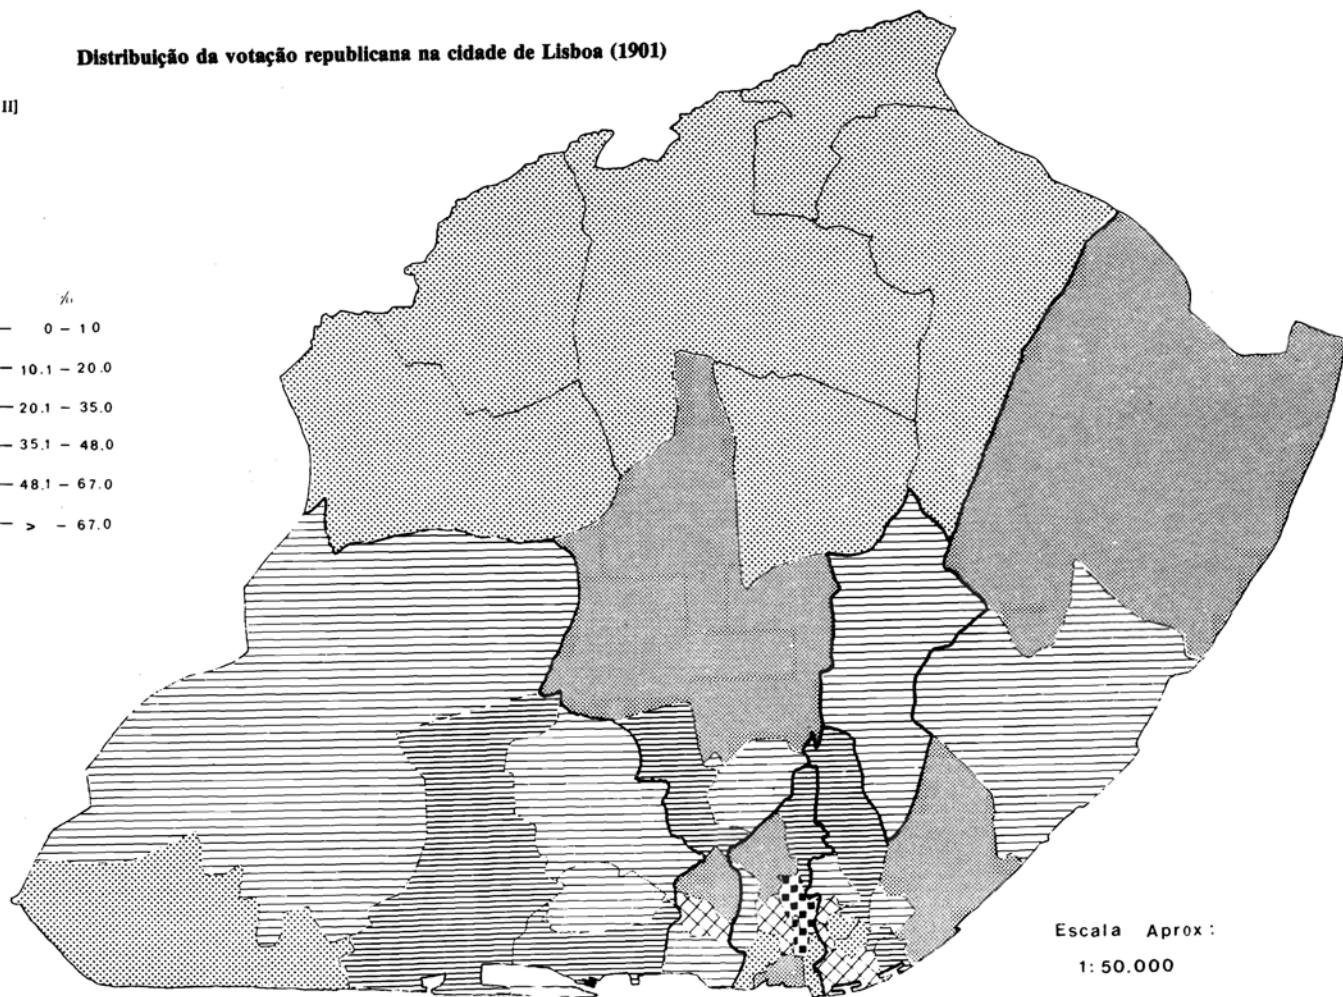 Distribuição da votação republicana na cidade de Lisboa (1901)
II]
%
— 0 – 10
— 10.1 – 20.0
— 20.1 – 35.0
— 35.1 – 48.0
— 48.1 – 67.0
— > – 67.0
Escala Aprox:
1: 50.000